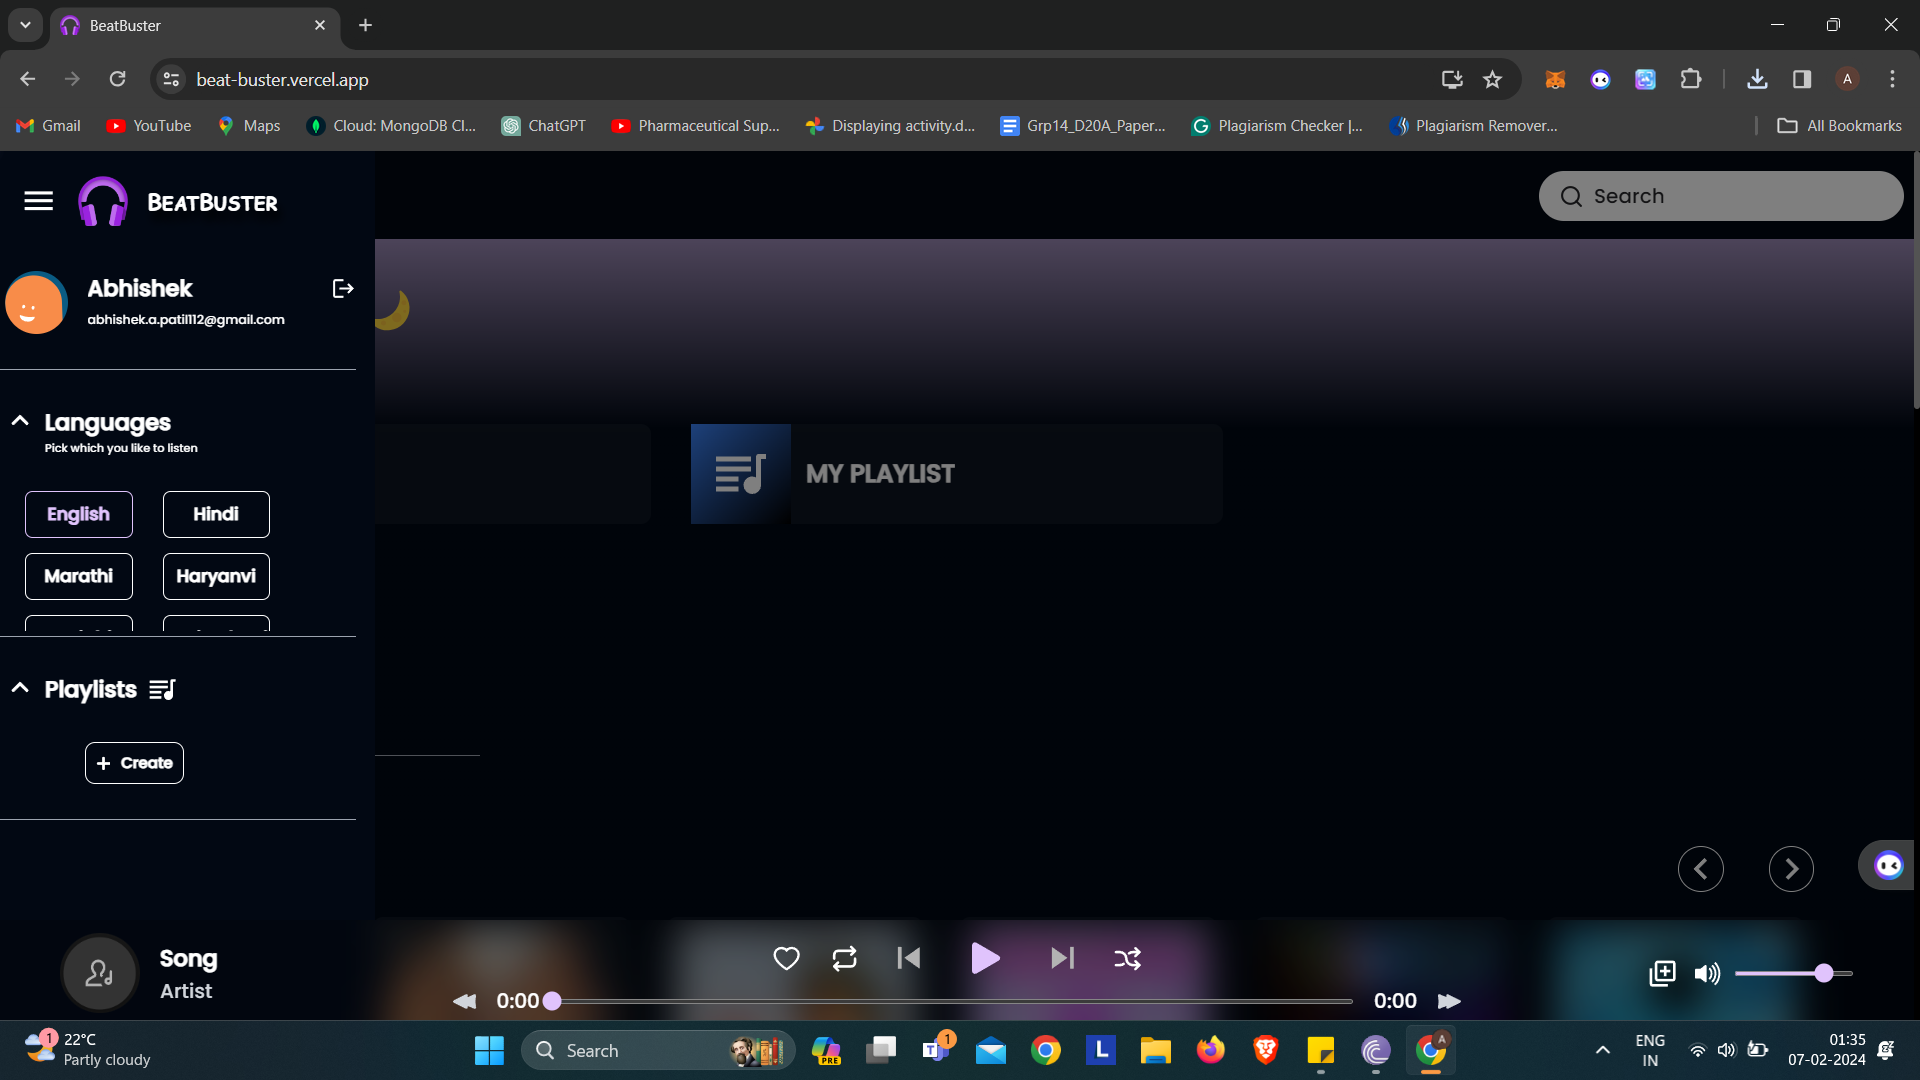 BeatBuster
beat-buster.vercel.app
A
Gmail
YouTube
Maps
Cloud: MongoDB Cl...
ChatGPT
Pharmaceutical Sup...
Displaying activity.d...
Grp14_D20A_Paper...
Plagiarism Checker |...
Plagiarism Remover...
All Bookmarks
BEATBUSTER
Search
Abhishek
abhishek.a.patil112@gmail.com
Languages
Pick which you like to listen
English
Hindi
Marathi
Haryanvi
MY PLAYLIST
Playlists
+ Create
Song
Artist
0:00
0:00
1
22°C
Partly cloudy
Search
PRE
T
1
L
A
ENG
IN
01:35
07-02-2024